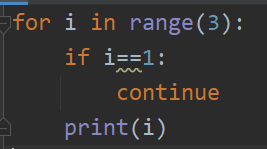 for i in range(3):
    if i==1:
        continue
    print(i)